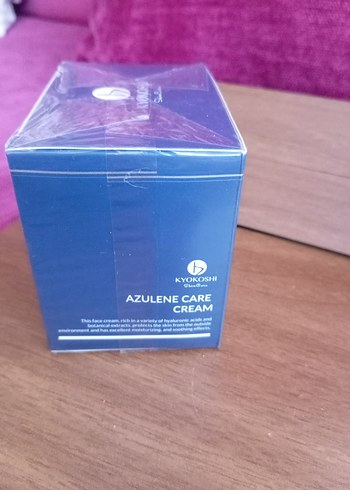 KYOKOSHI
KYOKOSHI
AZULENE CARE
CREAM
This face cream, rich in a variety of hyaluronic acids and
botanical extracts, protects the skin from the outside
environment and has excellent moisturizing, and soothing effects.